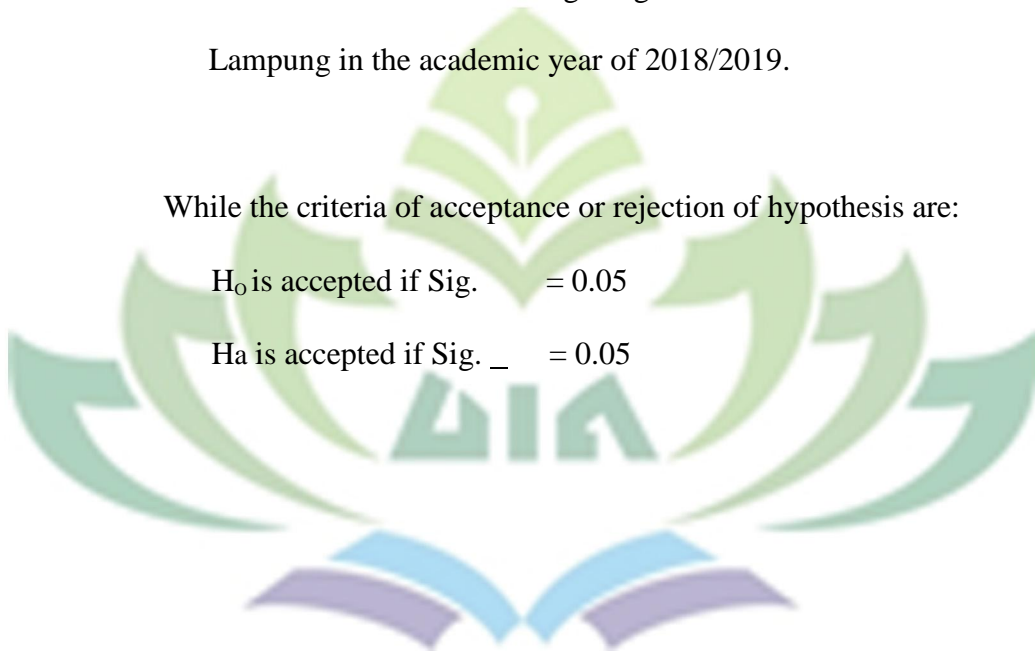 Lampung in the academic year of 2018/2019.
While the criteria of acceptance or rejection of hypothesis are:
Ho is accepted if Sig. = 0.05
Ha is accepted if Sig. _ = 0.05
UIN